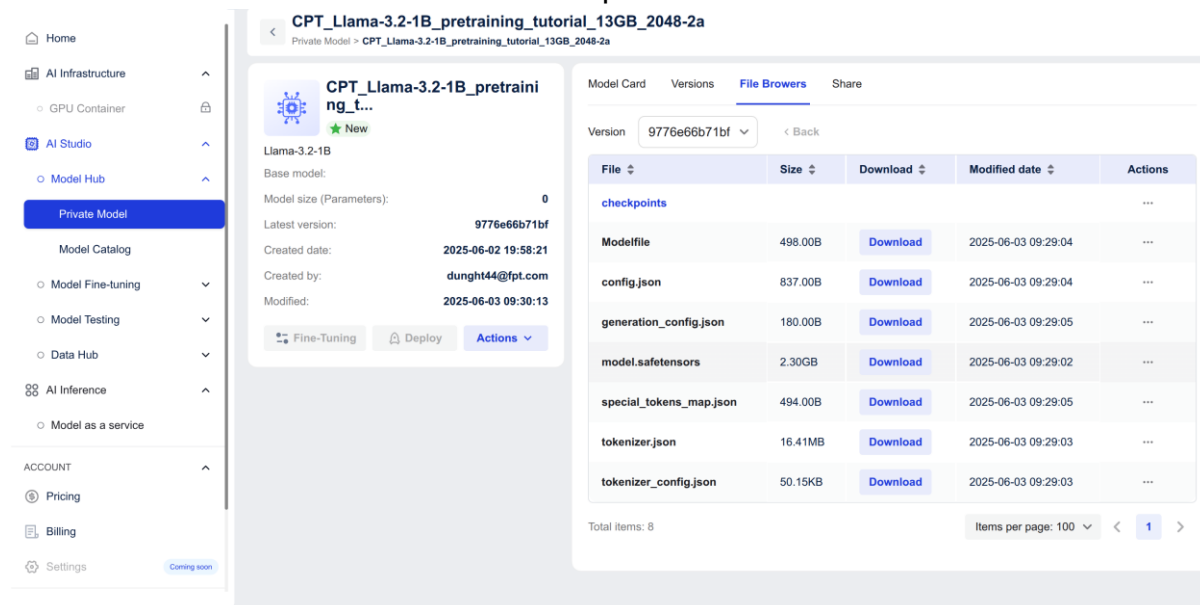 CPT_Llama-3.2-1B_pretraining_tutorial_13GB_2048-2a
Private Model > CPT_Llama-3.2-1B_pretraining_tutorial_13GB_2048-2a
Home
AI Infrastructure
GPU Container
AI Studio
Model Hub
Private Model
Model Catalog
Model Fine-tuning
Model Testing
Data Hub
AI Inference
Model as a service
ACCOUNT
Pricing
Billing
Settings Coming soon
CPT_Llama-3.2-1B_pretraini
ng_t...
New
Llama-3.2-1B
Base model:
Model size (Parameters): 0
Latest version: 9776e66b71bf
Created date: 2025-06-02 19:58:21
Created by: dunght44@fpt.com
Modified: 2025-06-03 09:30:13
Fine-Tuning Deploy Actions
Model Card Versions File Browers Share
Version 9776e66b71bf < Back
File Size Download Modified date Actions
checkpoints ...
Modelfile 498.00B Download 2025-06-03 09:29:04 ...
config.json 837.00B Download 2025-06-03 09:29:04 ...
generation_config.json 180.00B Download 2025-06-03 09:29:05 ...
model.safetensors 2.30GB Download 2025-06-03 09:29:02 ...
special_tokens_map.json 494.00B Download 2025-06-03 09:29:05 ...
tokenizer.json 16.41MB Download 2025-06-03 09:29:03 ...
tokenizer_config.json 50.15KB Download 2025-06-03 09:29:03 ...
Total items: 8 Items per page: 100 < 1 >